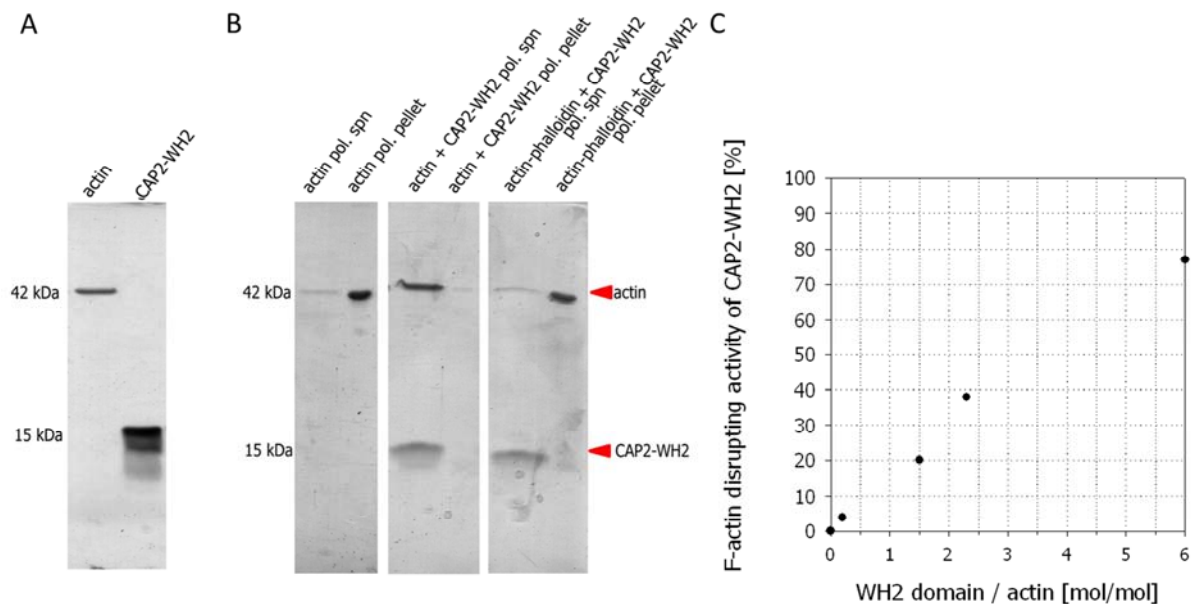 A
actin
CAP2-WH2
42 kDa
15 kDa
B
actin pol. spn
actin pol. pellet
actin + CAP2-WH2 pol. spn
actin + CAP2-WH2 pol. pellet
actin-phalloidin + CAP2-WH2
pol. spn
actin-phalloidin + CAP2-WH2
pol. pellet
42 kDa
15 kDa
actin
CAP2-WH2
C
F-actin disrupting activity of CAP2-WH2 [%]
100
90
80
70
60
50
40
30
20
10
0
0 1 2 3 4 5 6
WH2 domain / actin [mol/mol]